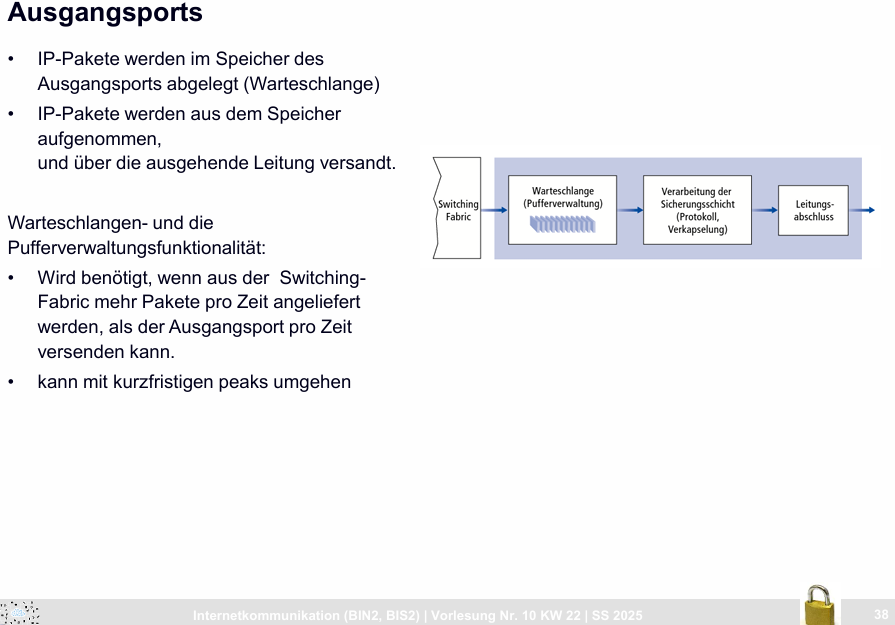 Ausgangsports
• IP-Pakete werden im Speicher des
Ausgangsports abgelegt (Warteschlange)
• IP-Pakete werden aus dem Speicher
aufgenommen,
und über die ausgehende Leitung versandt.
Warteschlangen- und die
Pufferverwaltungsfunktionalität:
• Wird benötigt, wenn aus der Switching-
Fabric mehr Pakete pro Zeit angeliefert
werden, als der Ausgangsport pro Zeit
versenden kann.
• kann mit kurzfristigen peaks umgehen
Switching
Fabric
Warteschlange
(Pufferverwaltung)
Verarbeitung der
Sicherungsschicht
(Protokoll,
Verkapselung)
Leitungs-
abschluss
Internetkommunikation (BIN2, BIS2) | Vorlesung Nr. 10 KW 22 | SS 2025
38